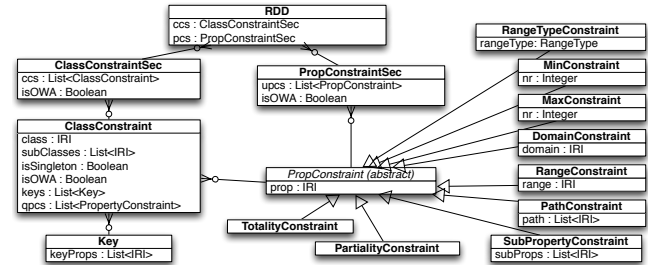 RDD
ccs : ClassConstraintSec
pcs : PropConstraintSec
ClassConstraintSec
ccs : List<ClassConstraint>
isOWA : Boolean
PropConstraintSec
upcs : List<PropConstraint>
isOWA : Boolean
ClassConstraint
class : IRI
subClasses : List<IRI>
isSingleton : Boolean
isOWA : Boolean
keys : List<Key>
qpcs : List<PropertyConstraint>
Key
keyProps : List<IRI>
PropConstraint (abstract)
prop : IRI
TotalityConstraint
PartialityConstraint
RangeTypeConstraint
rangeType: RangeType
MinConstraint
nr : Integer
MaxConstraint
nr : Integer
DomainConstraint
domain : IRI
RangeConstraint
range : IRI
PathConstraint
path : List<IRI>
SubPropertyConstraint
subProps : List<IRI>